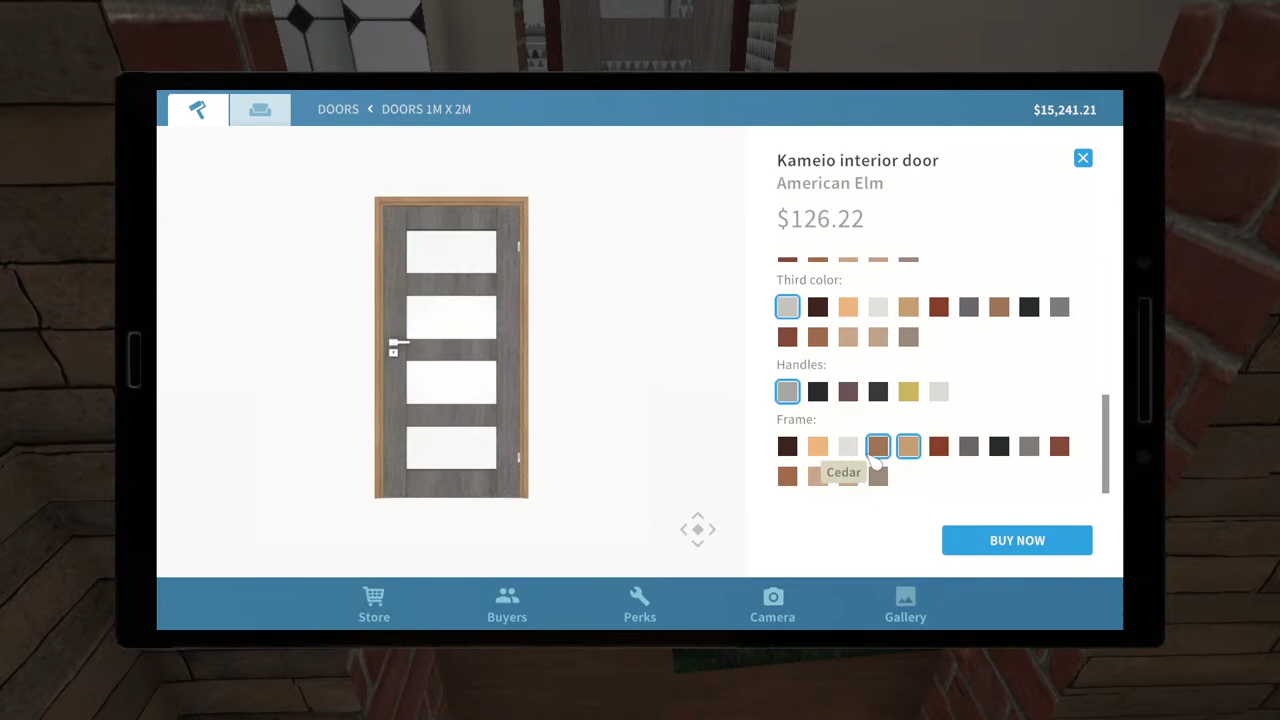 DOORS < DOORS 1M X 2M
$15,241.21
Kameio interior door
American Elm
$126.22
Third color:
Handles:
Frame:
Cedar
BUY NOW
Store
Buyers
Perks
Camera
Gallery